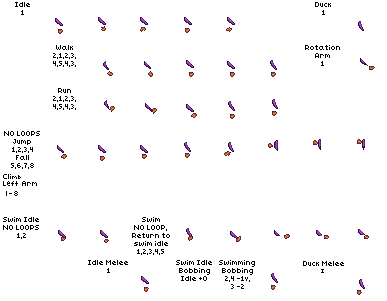 Idle
1
Duck
1
Walk
2,1,2,3,
4,5,4,3,
Rotation
Arm
1
Run
2,1,2,3,
4,5,4,3,
NO LOOPS
Jump
1,2,3,4
Fall
5,6,7,8
Climb
Left Arm
1-8
Swim Idle
NO LOOPS
1,2
Swim
NO LOOP,
Return to
swim idle
1,2,3,4,5
Idle Melee
1
Swim Idle
Bobbing
Idle +0
Swimming
Bobbing
2,4 -1v,
3 -2
Duck Melee
1